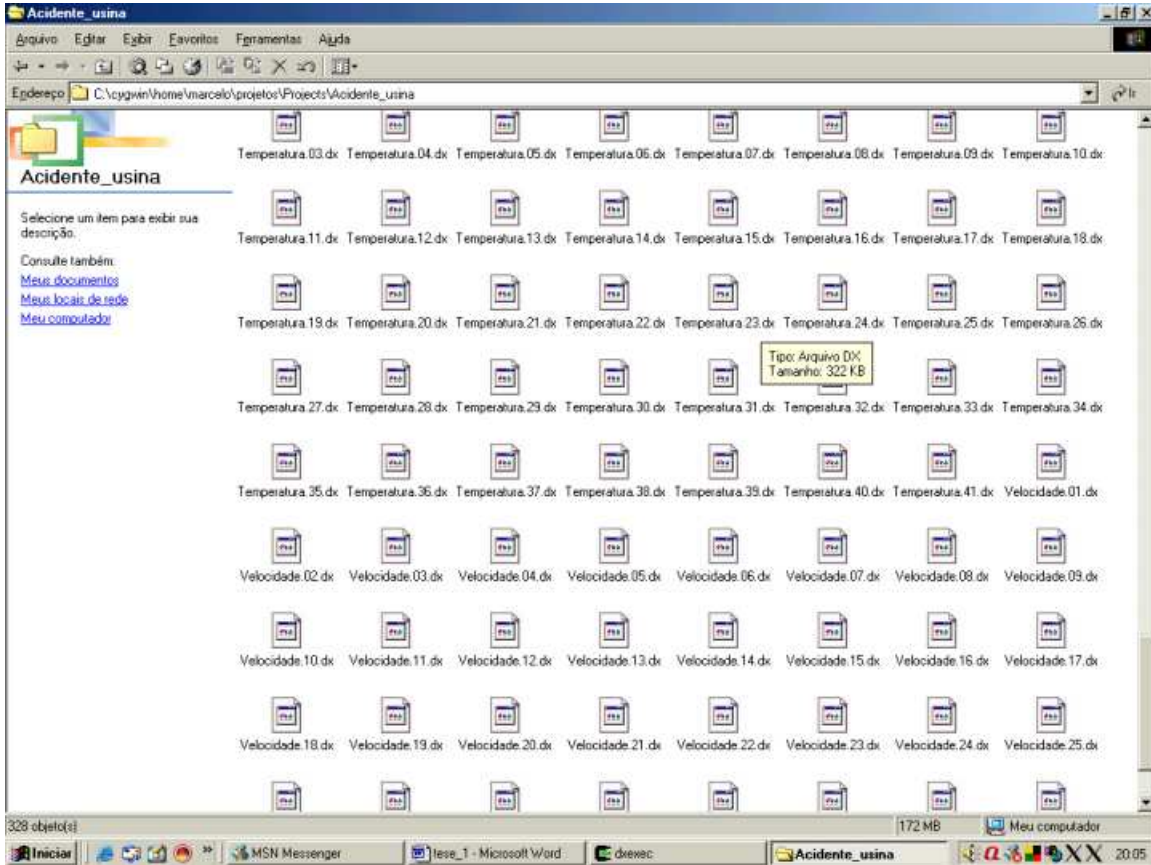 Acidente_usina
Arquivo Editar Exibir Favoritos Ferramentas Ajuda
Endereço C:\cygwin\home\marcelo\projetos\Projects\Acidente_usina Ir
Acidente_usina
Selecione um item para exibir sua
descrição.
Consulte também:
Meus documentos
Meus locais de rede
Meu computador
Temperatura.03.dx Temperatura.04.dx Temperatura.05.dx Temperatura.06.dx Temperatura.07.dx Temperatura.08.dx Temperatura.09.dx Temperatura.10.dx
Temperatura.11.dx Temperatura.12.dx Temperatura.13.dx Temperatura.14.dx Temperatura.15.dx Temperatura.16.dx Temperatura.17.dx Temperatura.18.dx
Temperatura.19.dx Temperatura.20.dx Temperatura.21.dx Temperatura.22.dx Temperatura.23.dx Temperatura.24.dx Temperatura.25.dx Temperatura.26.dx
Tipo: Arquivo DX
Tamanho: 322 KB
Temperatura.27.dx Temperatura.28.dx Temperatura.29.dx Temperatura.30.dx Temperatura.31.dx Temperatura.32.dx Temperatura.33.dx Temperatura.34.dx
Temperatura.35.dx Temperatura.36.dx Temperatura.37.dx Temperatura.38.dx Temperatura.39.dx Temperatura.40.dx Temperatura.41.dx Velocidade.01.dx
Velocidade.02.dx Velocidade.03.dx Velocidade.04.dx Velocidade.05.dx Velocidade.06.dx Velocidade.07.dx Velocidade.08.dx Velocidade.09.dx
Velocidade.10.dx Velocidade.11.dx Velocidade.12.dx Velocidade.13.dx Velocidade.14.dx Velocidade.15.dx Velocidade.16.dx Velocidade.17.dx
Velocidade.18.dx Velocidade.19.dx Velocidade.20.dx Velocidade.21.dx Velocidade.22.dx Velocidade.23.dx Velocidade.24.dx Velocidade.25.dx
328 objeto(s) 172 MB Meu computador
Iniciar MSN Messenger tese_1 - Microsoft Word dxexec Acidente_usina 20:05